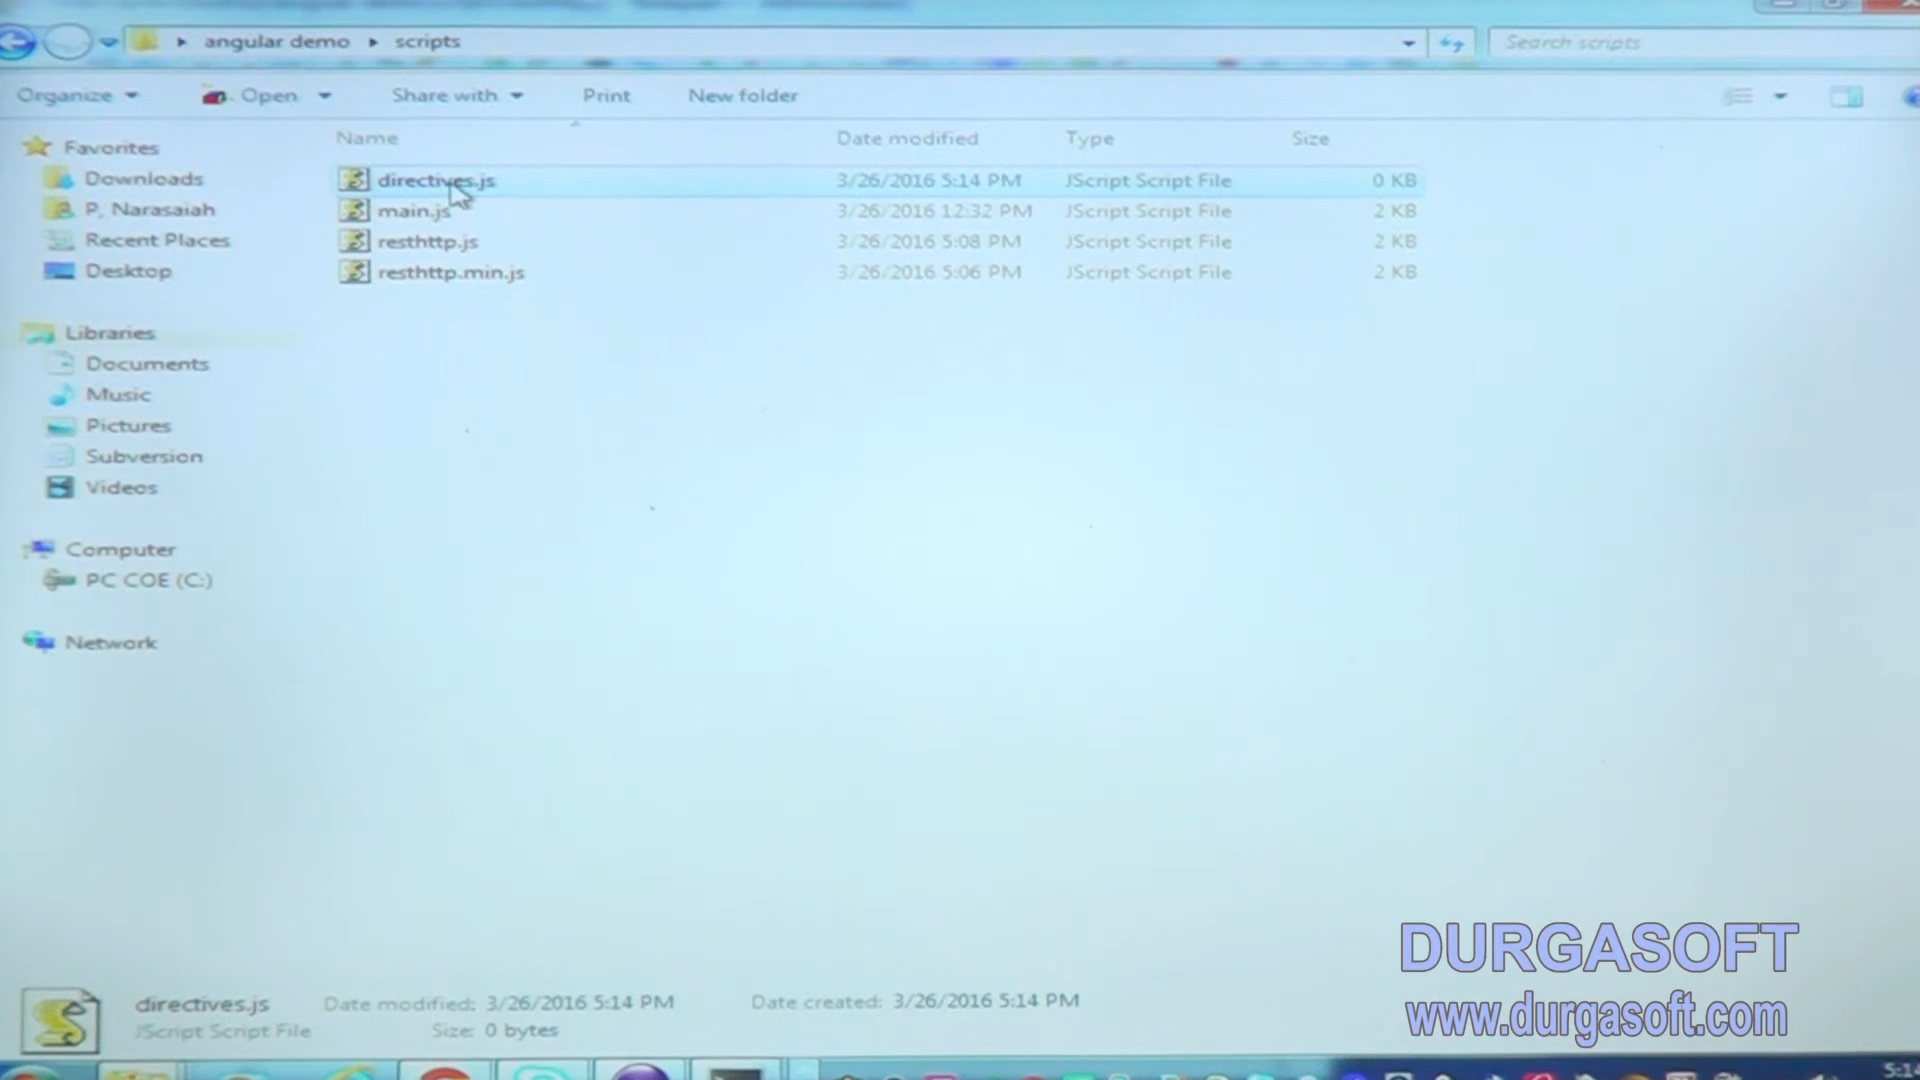 angular demo scripts
Search scripts
Organize Open Share with Print New folder
Name Date modified Type Size
Favorites
Downloads
P, Narasaiah
Recent Places
Desktop
directives.js 3/26/2016 5:14 PM JScript Script File 0 KB
main.js 3/26/2016 12:32 PM JScript Script File 2 KB
resthttp.js 3/26/2016 5:08 PM JScript Script File 2 KB
resthttp.min.js 3/26/2016 5:06 PM JScript Script File 2 KB
Libraries
Documents
Music
Pictures
Subversion
Videos
Computer
PC COE (C:)
Network
directives.js Date modified: 3/26/2016 5:14 PM Date created: 3/26/2016 5:14 PM
JScript Script File Size: 0 bytes
DURGASOFT
www.durgasoft.com